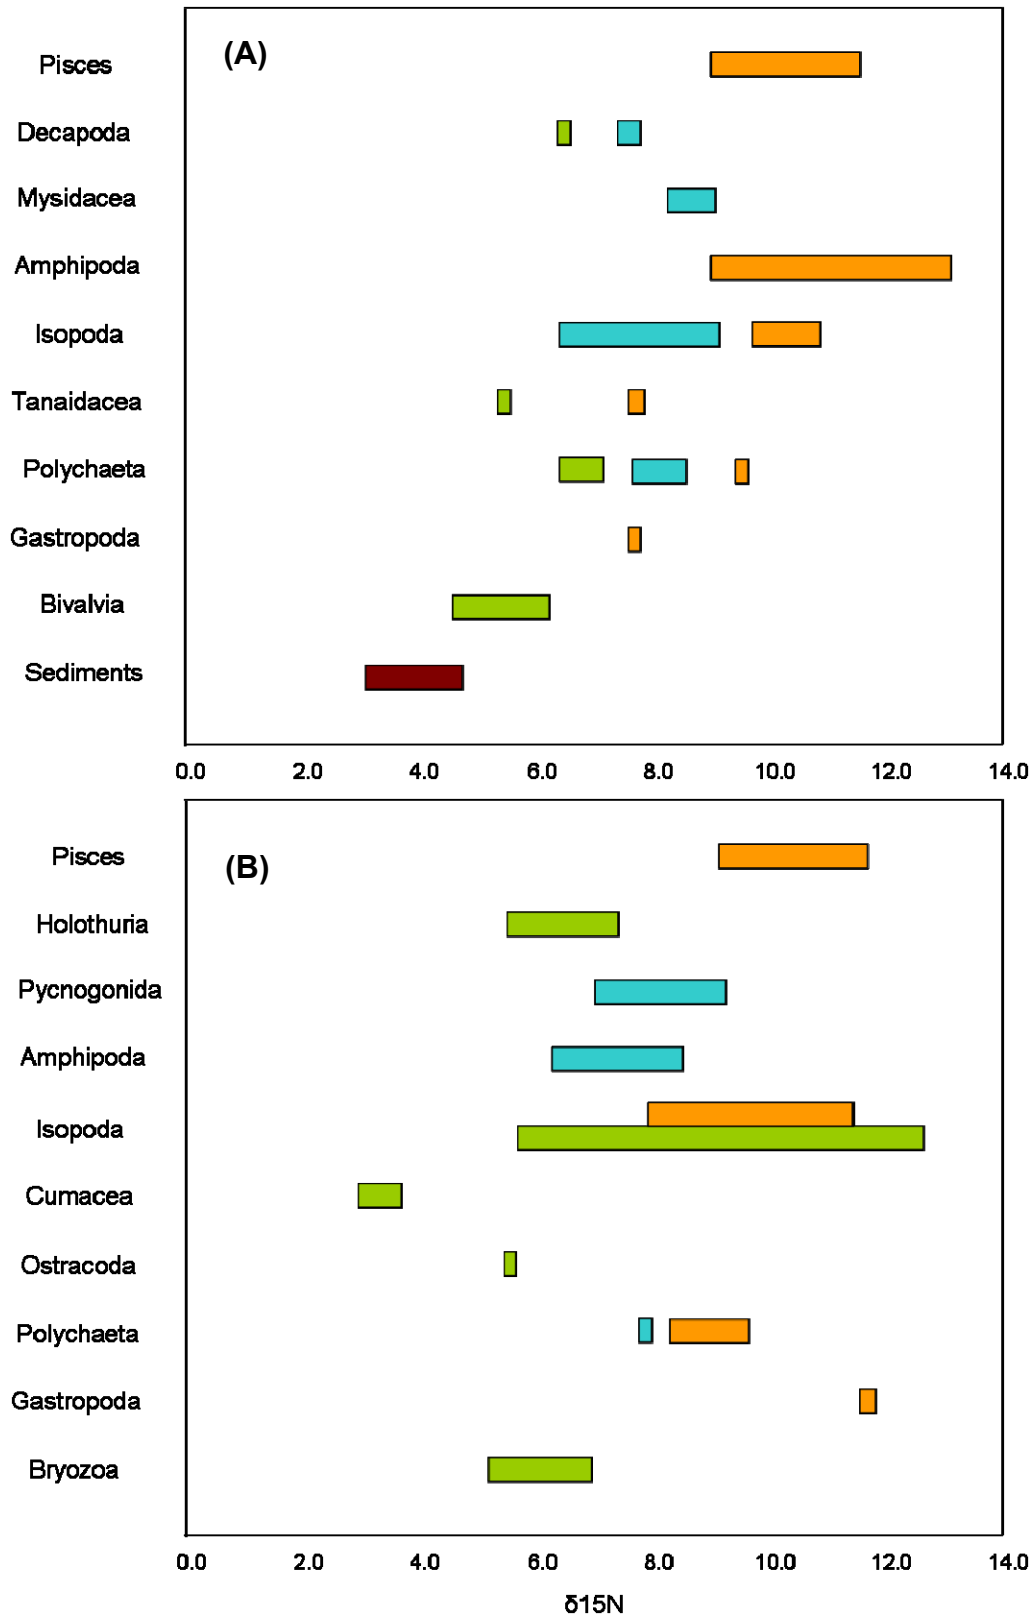 (A)
Pisces
Decapoda
Mysidacea
Amphipoda
Isopoda
Tanaidacea
Polychaeta
Gastropoda
Bivalvia
Sediments
0.0 2.0 4.0 6.0 8.0 10.0 12.0 14.0
(B)
Pisces
Holothuria
Pycnogonida
Amphipoda
Isopoda
Cumacea
Ostracoda
Polychaeta
Gastropoda
Bryozoa
0.0 2.0 4.0 6.0 8.0 10.0 12.0 14.0
δ15N